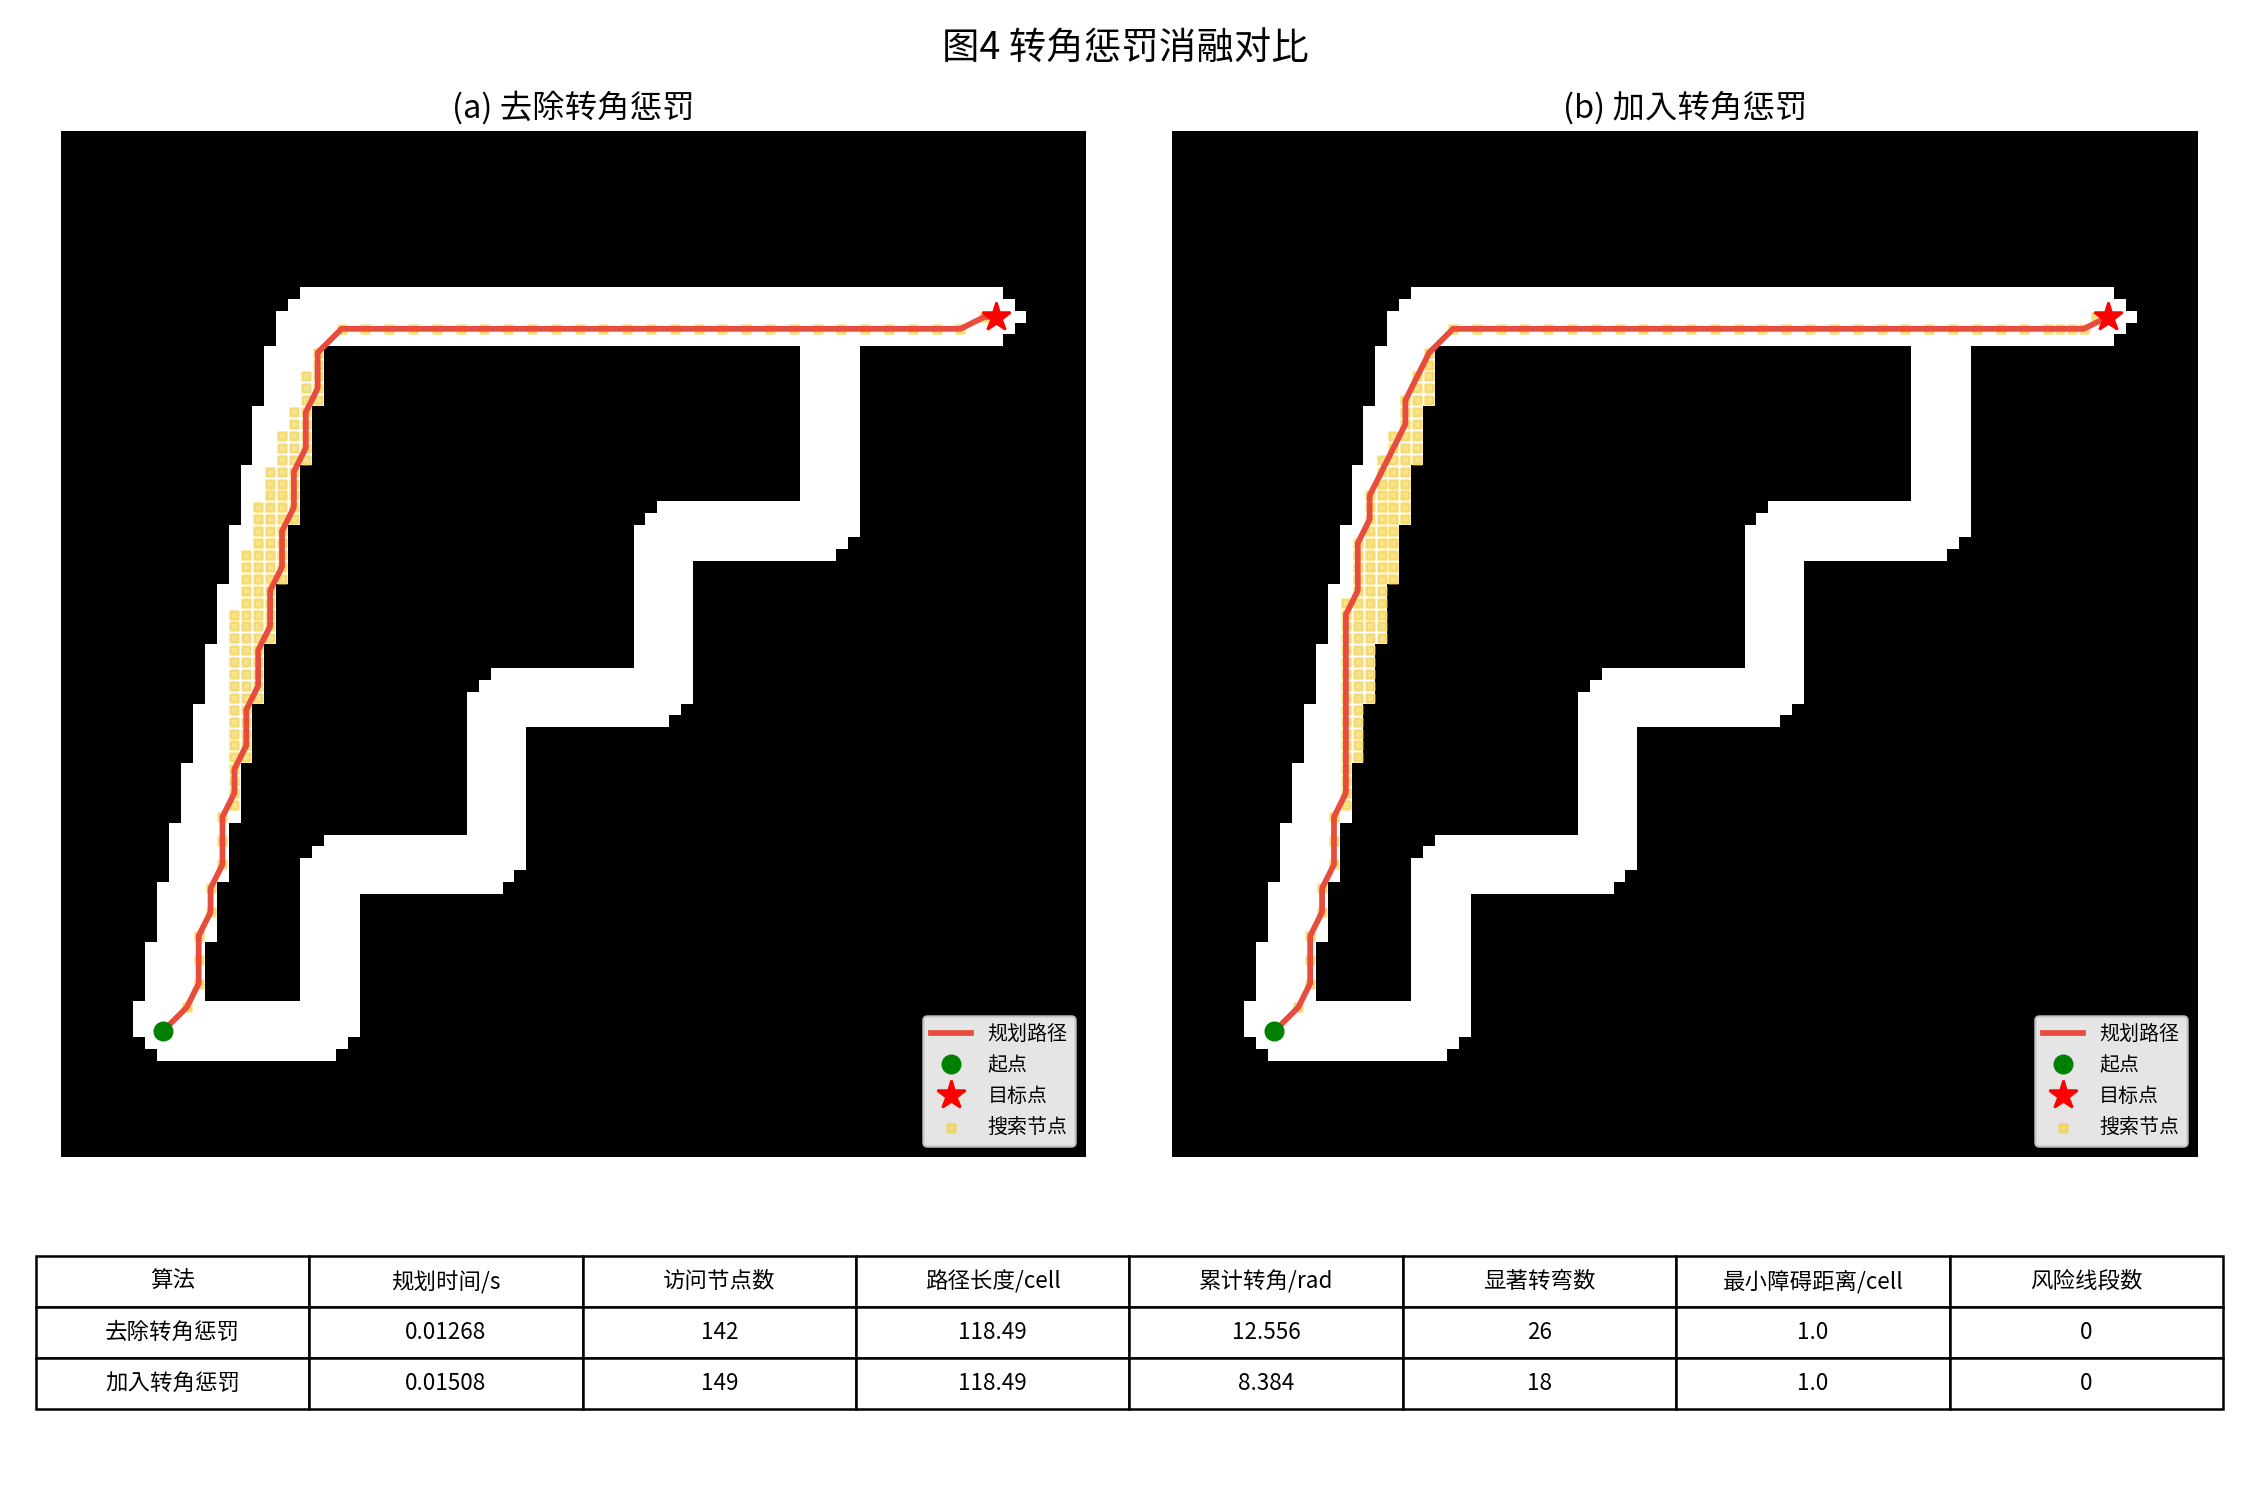 图4 转角惩罚消融对比
(a) 去除转角惩罚
(b) 加入转角惩罚
规划路径
起点
目标点
搜索节点
规划路径
起点
目标点
搜索节点
算法 规划时间/s 访问节点数 路径长度/cell 累计转角/rad 显著转弯数 最小障碍距离/cell 风险线段数
去除转角惩罚 0.01268 142 118.49 12.556 26 1.0 0
加入转角惩罚 0.01508 149 118.49 8.384 18 1.0 0